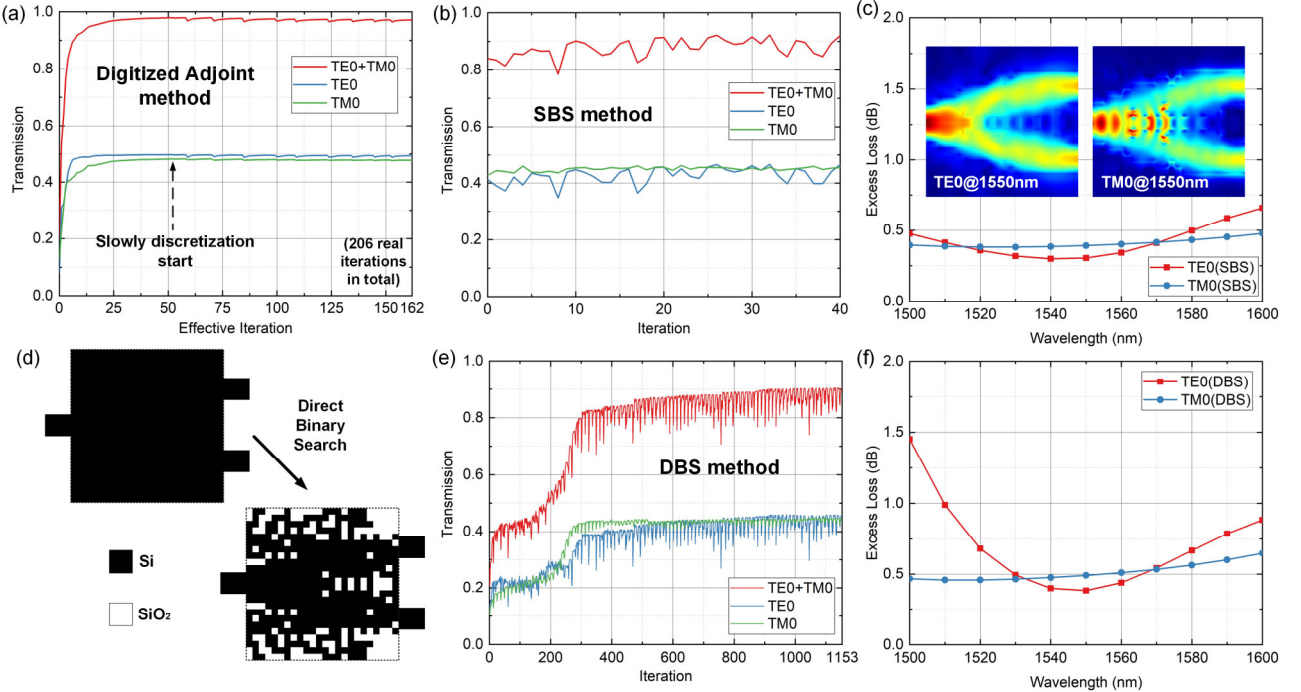 (a)
1.0
0.8
0.6
0.4
0.2
0.0
Transmission
Digitized Adjoint
method
TE0+TM0
TE0
TM0
Slowly discretization
start
(206 real
iterations
in total)
0
25
50
75
100
125
150
162
Effective Iteration
(b)
1.0
0.8
0.6
0.4
0.2
0.0
Transmission
SBS method
TE0+TM0
TE0
TM0
0
10
20
30
40
Iteration
(c)
2.0
1.5
1.0
0.5
0.0
Excess Loss (dB)
TE0@1550nm
TM0@1550nm
TE0(SBS)
TM0(SBS)
1500
1520
1540
1560
1580
1600
Wavelength (nm)
(d)
Direct
Binary
Search
Si
SiO₂
(e)
1.0
0.8
0.6
0.4
0.2
0.0
Transmission
DBS method
TE0+TM0
TE0
TM0
0
200
400
600
800
1000
1153
Iteration
(f)
2.0
1.5
1.0
0.5
0.0
Excess Loss (dB)
TE0(DBS)
TM0(DBS)
1500
1520
1540
1560
1580
1600
Wavelength (nm)